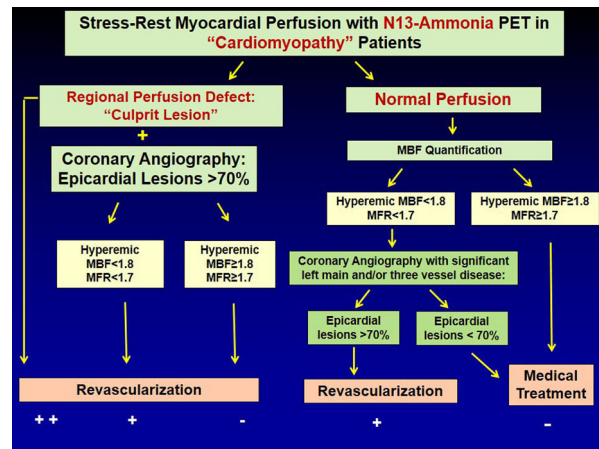 Stress-Rest Myocardial Perfusion with N13-Ammonia PET in
“Cardiomyopathy” Patients
Regional Perfusion Defect:
“Culprit Lesion”
+
Coronary Angiography:
Epicardial Lesions >70%
Hyperemic
MBF<1.8
MFR<1.7
Hyperemic
MBF≥1.8
MFR≥1.7
Revascularization
++
+
-
Normal Perfusion
MBF Quantification
Hyperemic MBF<1.8
MFR<1.7
Hyperemic MBF≥1.8
MFR≥1.7
Coronary Angiography with significant
left main and/or three vessel disease:
Epicardial
lesions >70%
Epicardial
lesions < 70%
Revascularization
+
Medical
Treatment
–